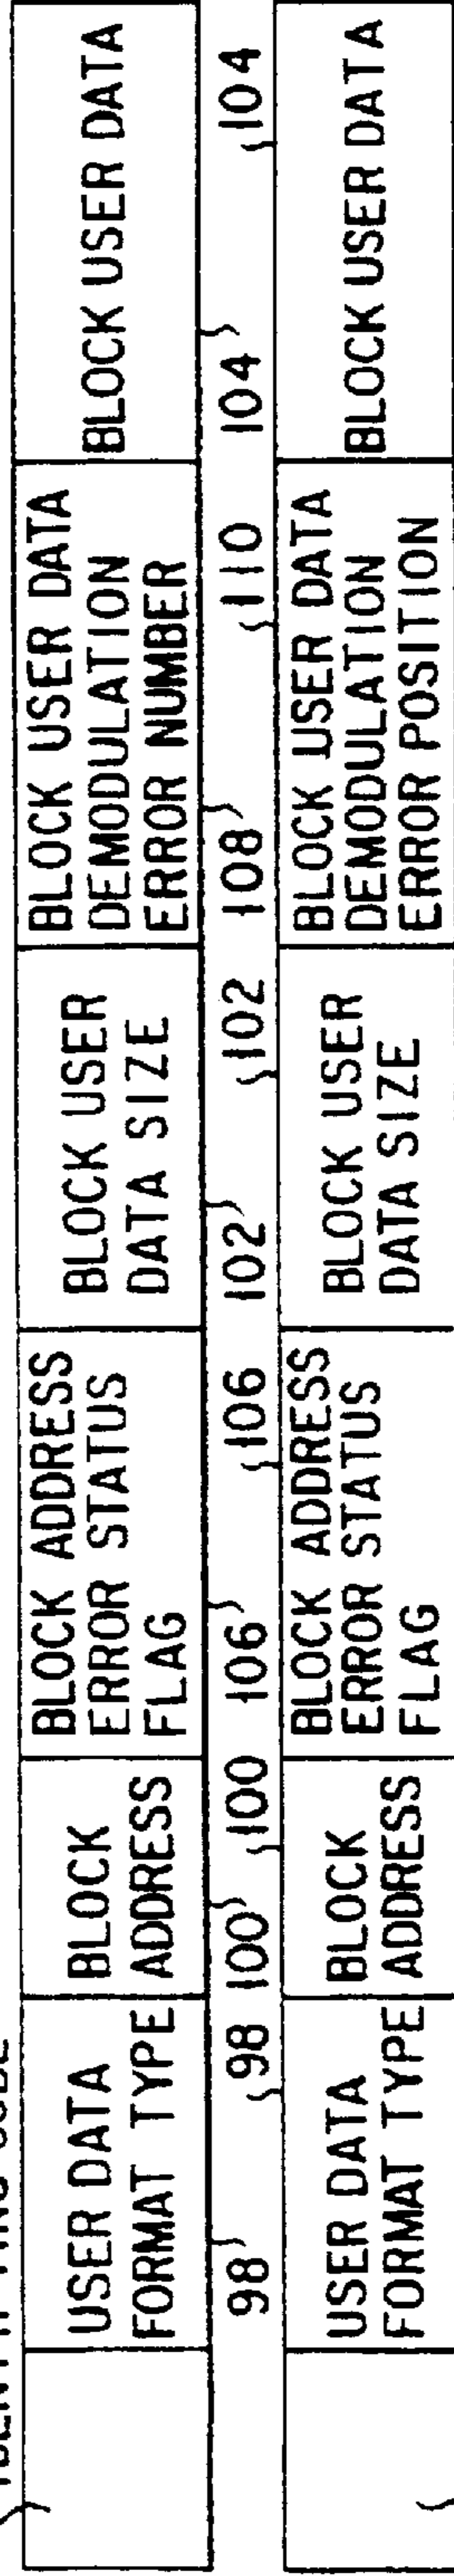 USER DATA
FORMAT TYPE
BLOCK
ADDRESS
BLOCK ADDRESS
ERROR STATUS
FLAG
BLOCK USER
DATA SIZE
BLOCK USER DATA
DEMODULATION
ERROR NUMBER
BLOCK USER DATA
98 98 100 100 106 106 102 102 108 110 104 104
USER DATA
FORMAT TYPE
BLOCK
ADDRESS
BLOCK ADDRESS
ERROR STATUS
FLAG
BLOCK USER
DATA SIZE
BLOCK USER DATA
DEMODULATION
ERROR POSITION
BLOCK USER DATA